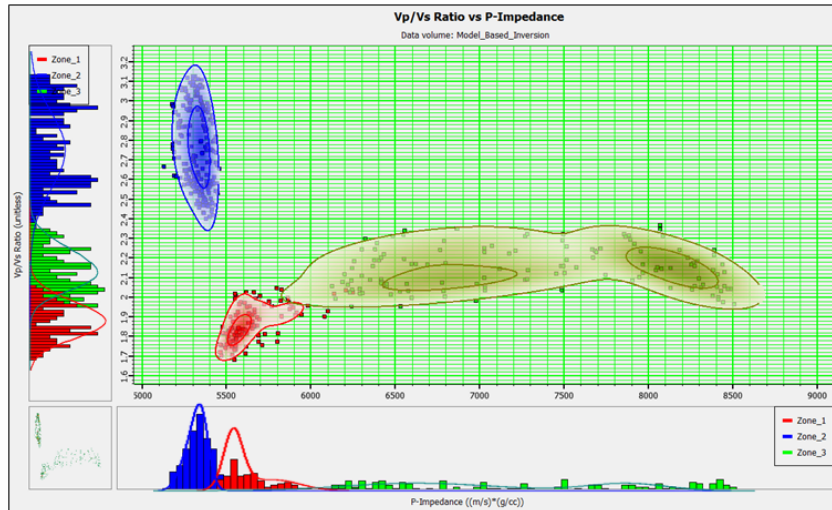 Vp/Vs Ratio vs P-Impedance
Data volume: Model_Based_Inversion
Zone_1
Zone_2
Zone_3
Vp/Vs Ratio (unitless)
3.2
3.1
3
2.9
2.8
2.7
2.6
2.5
2.4
2.3
2.2
2.1
2
1.9
1.8
1.7
1.6
5000 5500 6000 6500 7000 7500 8000 8500 9000
Zone_1
Zone_2
Zone_3
P-Impedance ((m/s)*(g/cc))